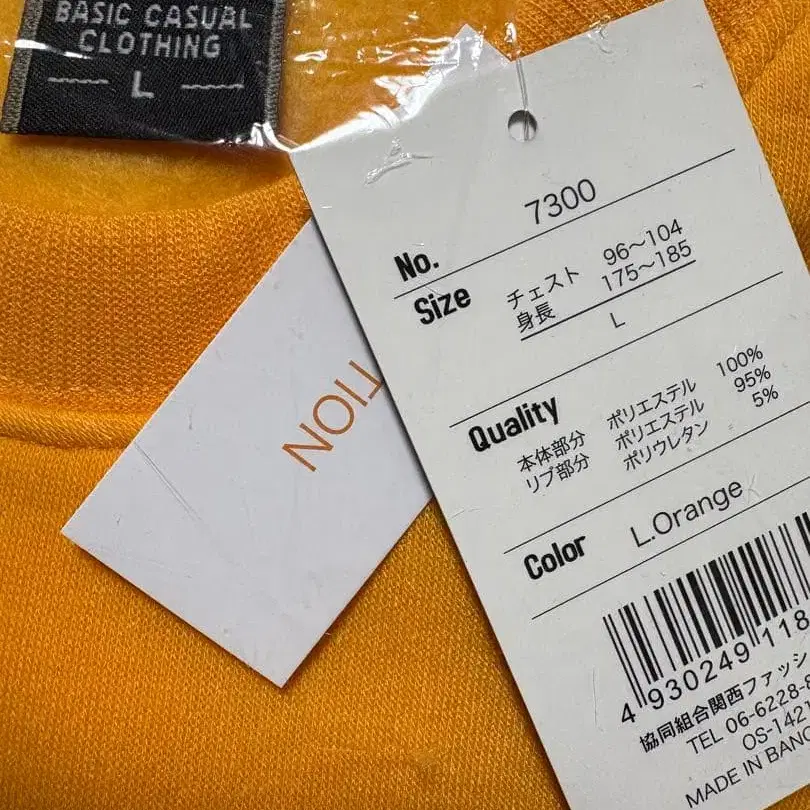 BASIC CASUAL
CLOTHING
L
TION
No. 7300
Size チェスト 96〜104
身長 175〜185
L
Quality
本体部分 ポリエステル 100%
リブ部分 ポリエステル 95%
ポリウレタン 5%
Color L.Orange
4 930249 118
協同組合関西ファッシ
TEL 06-6228-8
OS-1421
MADE IN BANG